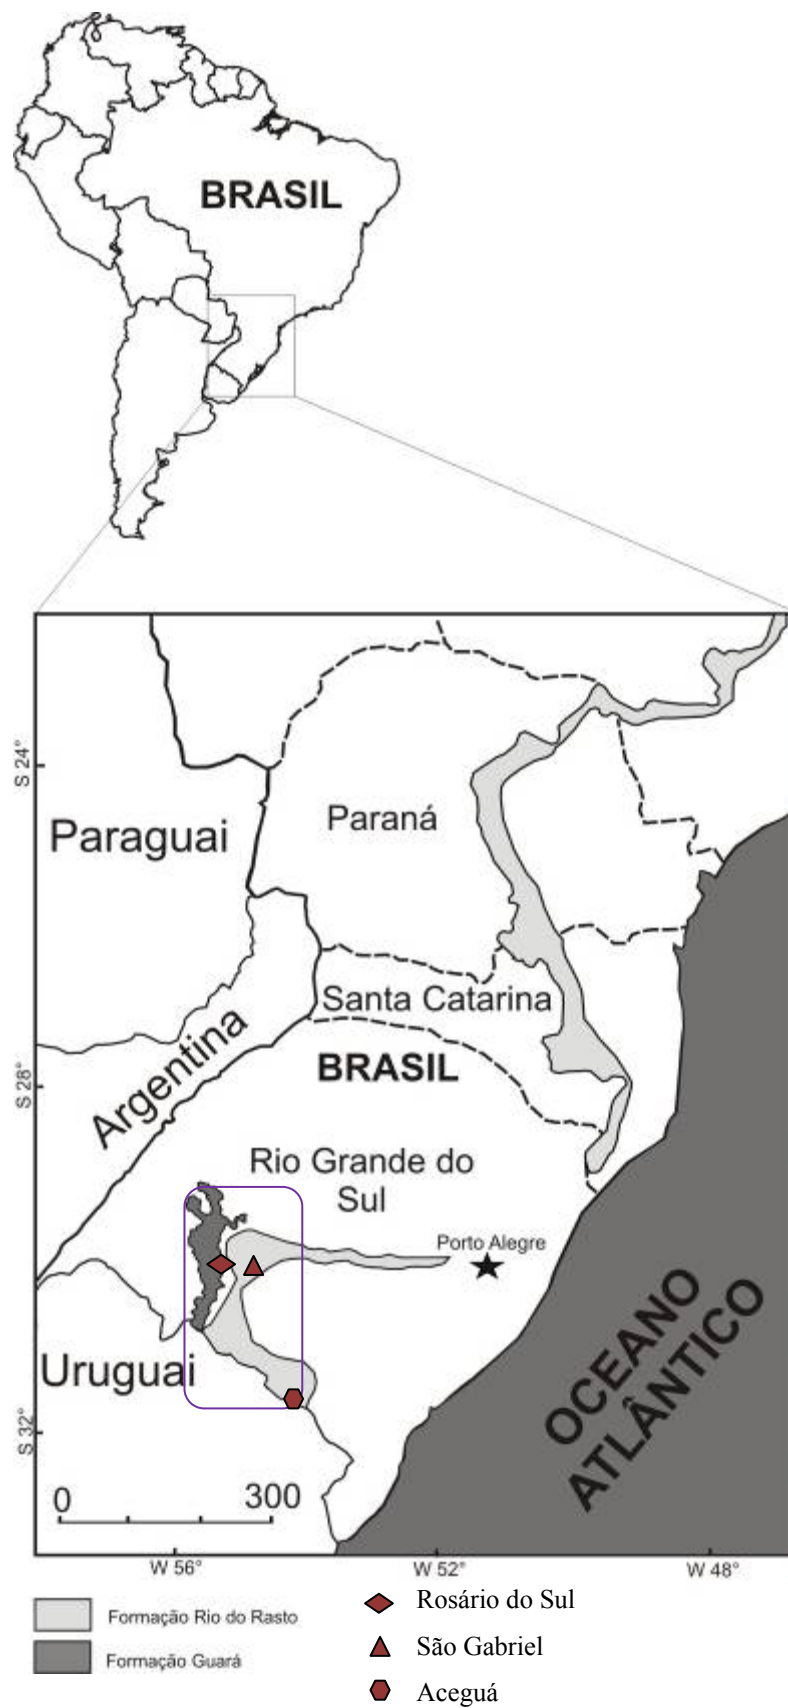 BRASIL
S 24°
Paraguai
Paraná
Santa Catarina
Argentina
BRASIL
S 28°
Rio Grande do
Sul
Porto Alegre
Uruguai
OCEANO
ATLÂNTICO
S 32°
0 300
W 56° W 52° W 48°
Formação Rio do Rasto
Formação Guará
Rosário do Sul
São Gabriel
Aceguá